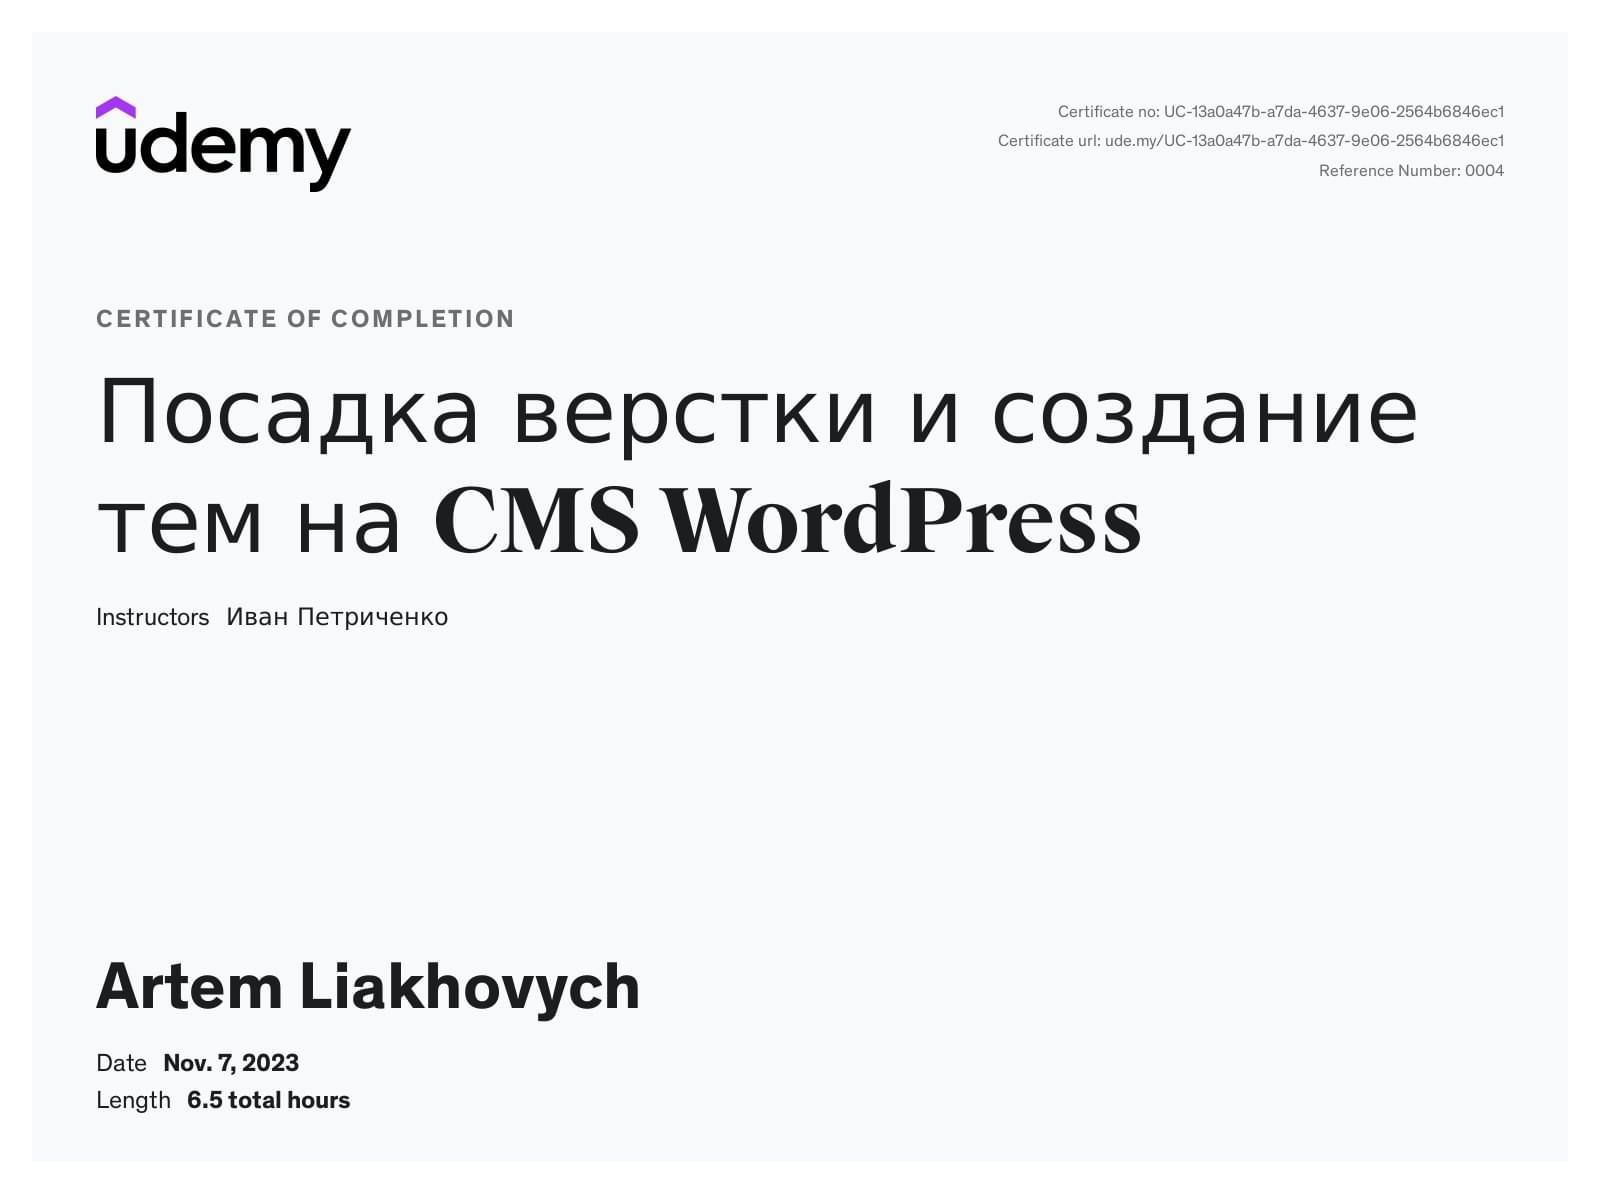 udemy
Certificate no: UC-13a0a47b-a7da-4637-9e06-2564b6846ec1
Certificate url: ude.my/UC-13a0a47b-a7da-4637-9e06-2564b6846ec1
Reference Number: 0004
CERTIFICATE OF COMPLETION
Посадка верстки и создание
тем на CMS WordPress
Instructors Иван Петриченко
Artem Liakhovych
Date Nov. 7, 2023
Length 6.5 total hours